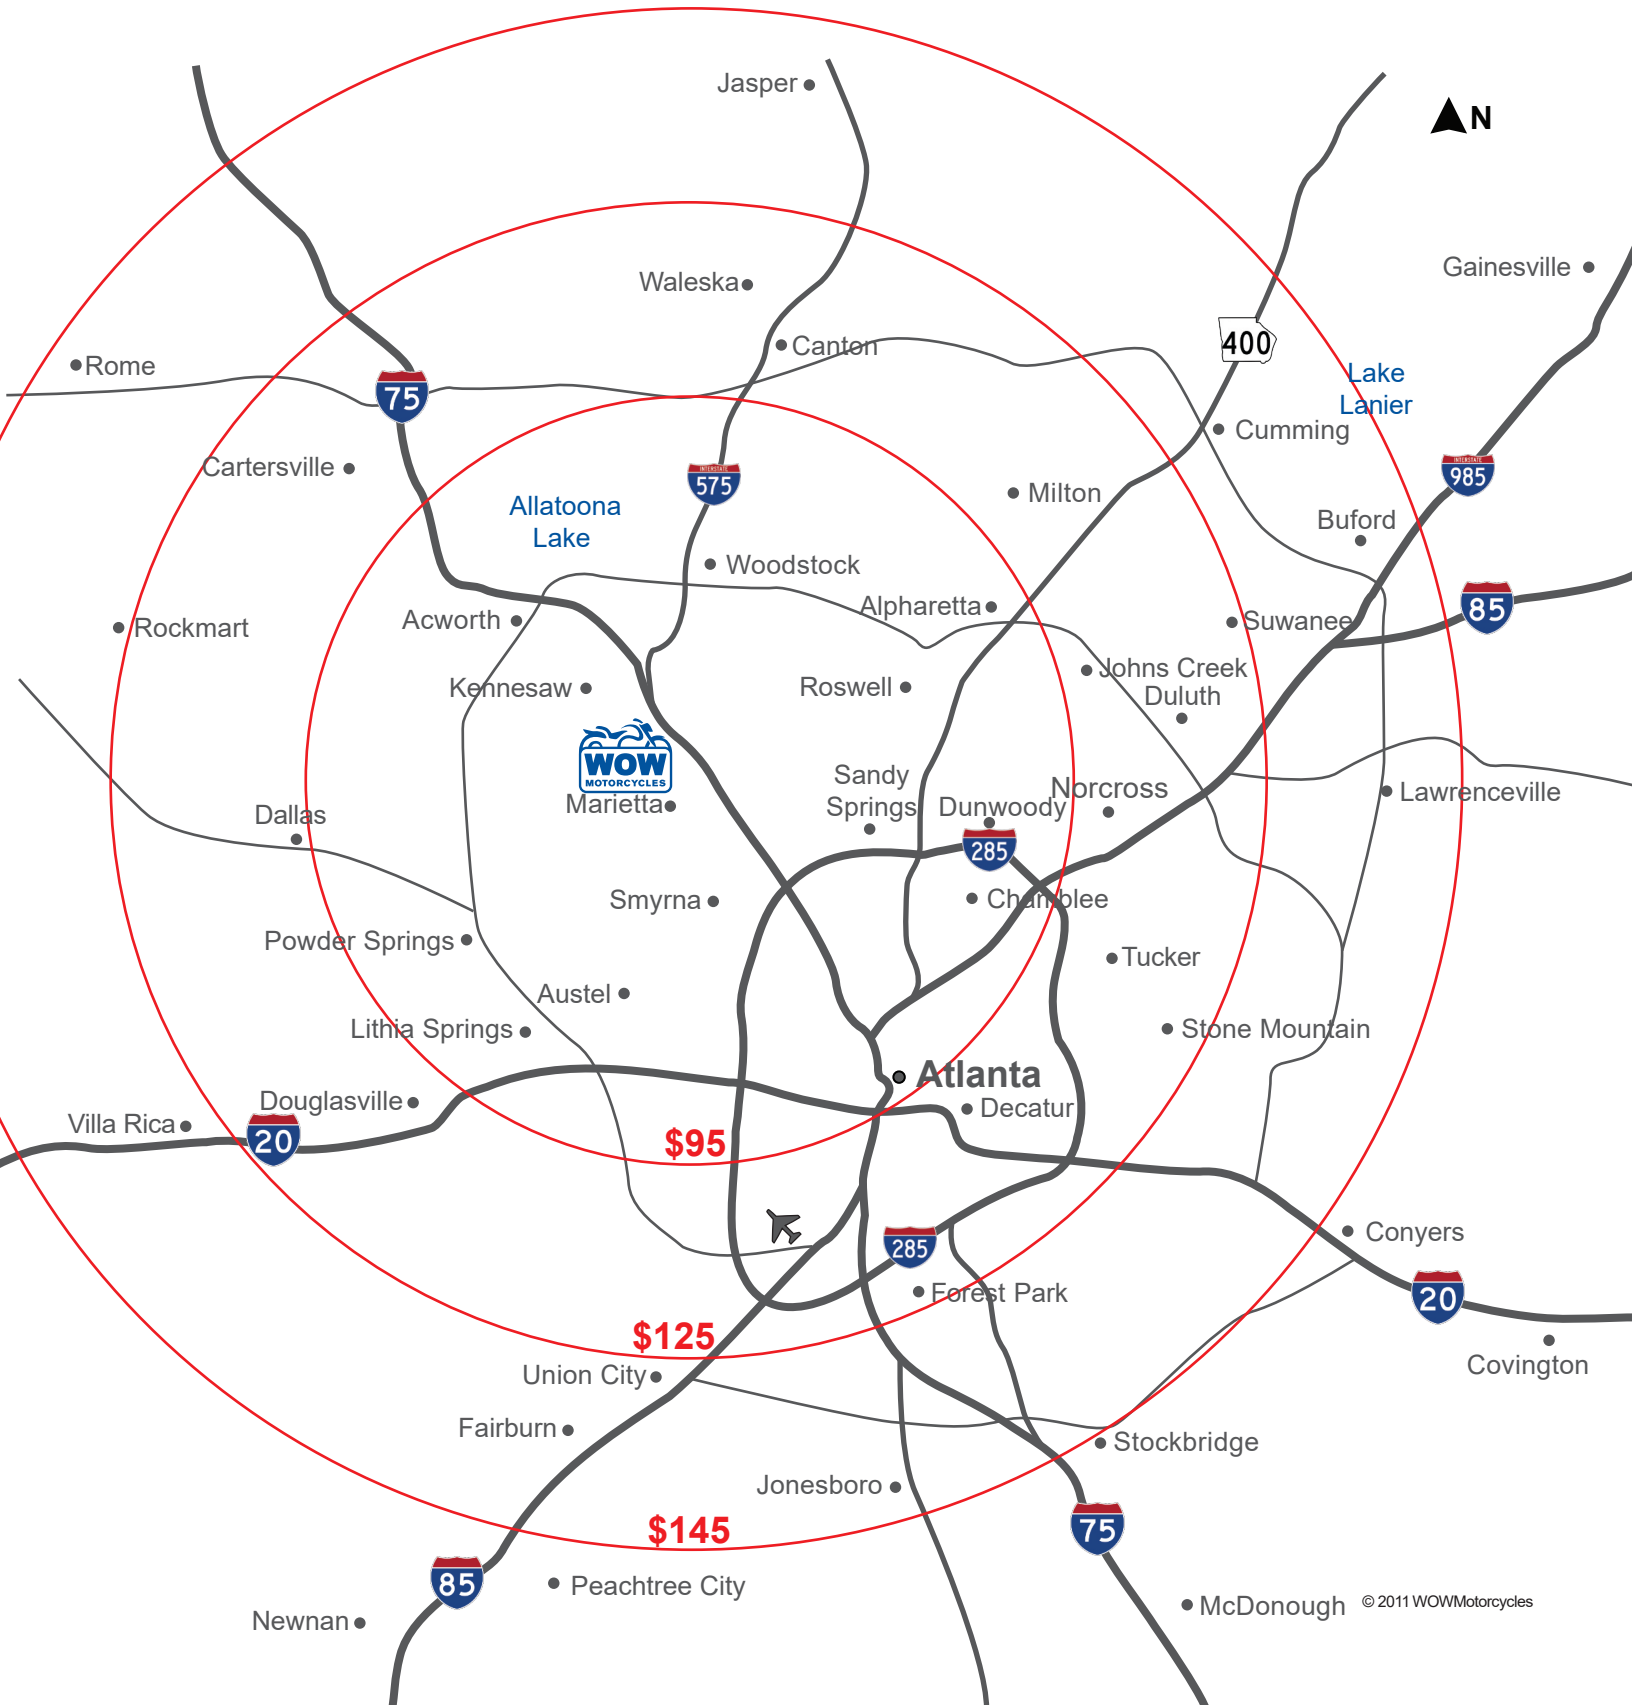 Jasper
N
Waleska
Gainesville
Canton
400
Rome
Lake
Lanier
75
Cumming
Cartersville
INTERSTATE
575
INTERSTATE
985
Milton
Allatoona
Lake
Buford
Woodstock
Alpharetta
85
Acworth
Suwanee
Rockmart
Johns Creek
Kennesaw
Roswell
Duluth
WOW
MOTORCYCLES
Sandy
Springs
Marietta
Dunwoody
Norcross
Lawrenceville
Dallas
285
Smyrna
Chamblee
Powder Springs
Tucker
Austel
Lithia Springs
Stone Mountain
Atlanta
Douglasville
Decatur
Villa Rica
20
$95
Conyers
285
Forest Park
20
$125
Union City
Covington
Fairburn
Stockbridge
Jonesboro
$145
75
85
Peachtree City
McDonough
© 2011 WOWMotorcycles
Newnan